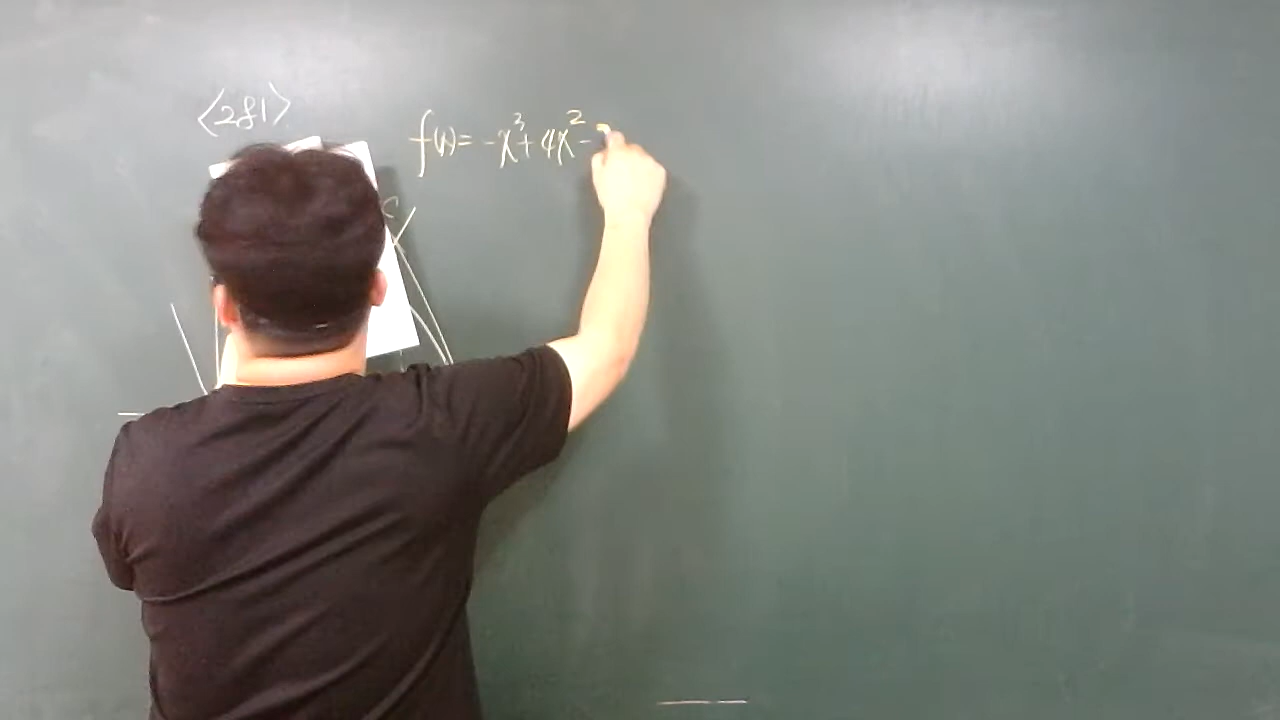 <281>
f(x) = -x³ + 4x² -
C